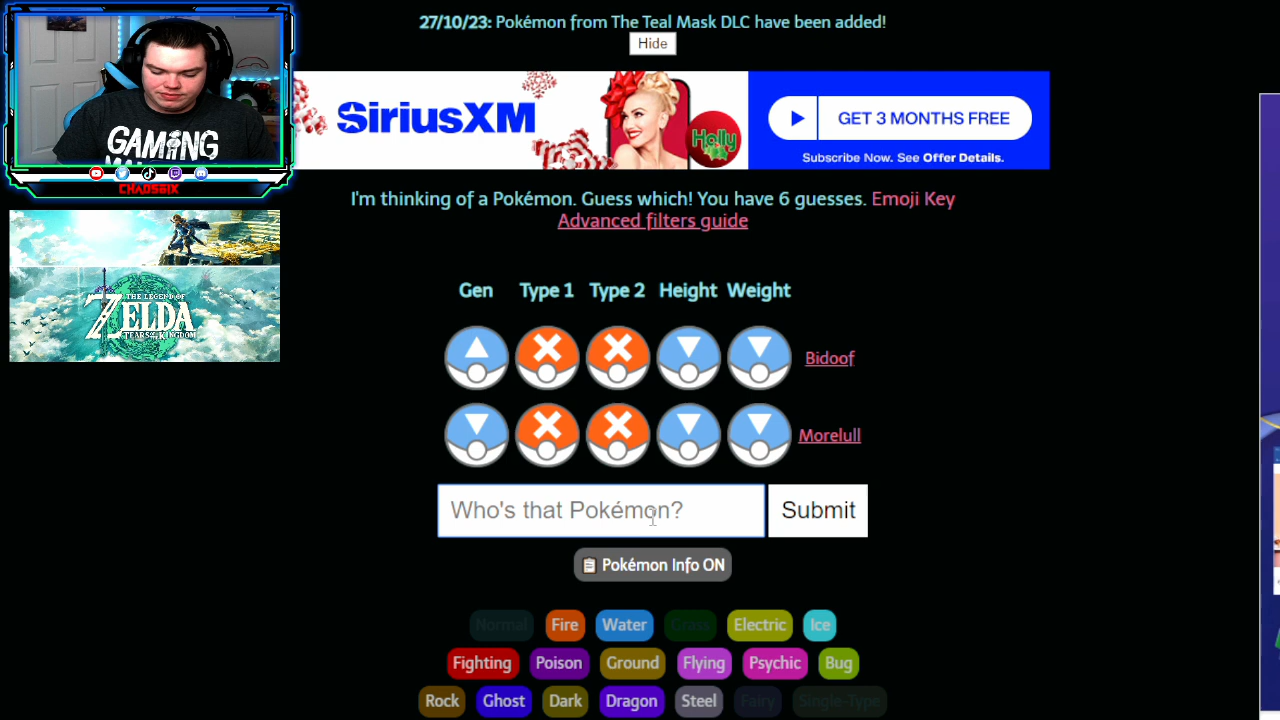 27/10/23: Pokémon from The Teal Mask DLC have been added!
Hide
GAMING
CHAOSEIX
SiriusXM
Holly
GET 3 MONTHS FREE
Subscribe Now. See Offer Details.
I'm thinking of a Pokémon. Guess which! You have 6 guesses. Emoji Key
Advanced filters guide
THE LEGEND OF
ZELDA
TEARS OF THE KINGDOM
Gen Type 1 Type 2 Height Weight
Bidoof
Morelull
Who's that Pokémon? Submit
Pokémon Info ON
Normal Fire Water Grass Electric Ice
Fighting Poison Ground Flying Psychic Bug
Rock Ghost Dark Dragon Steel Fairy Single-Type